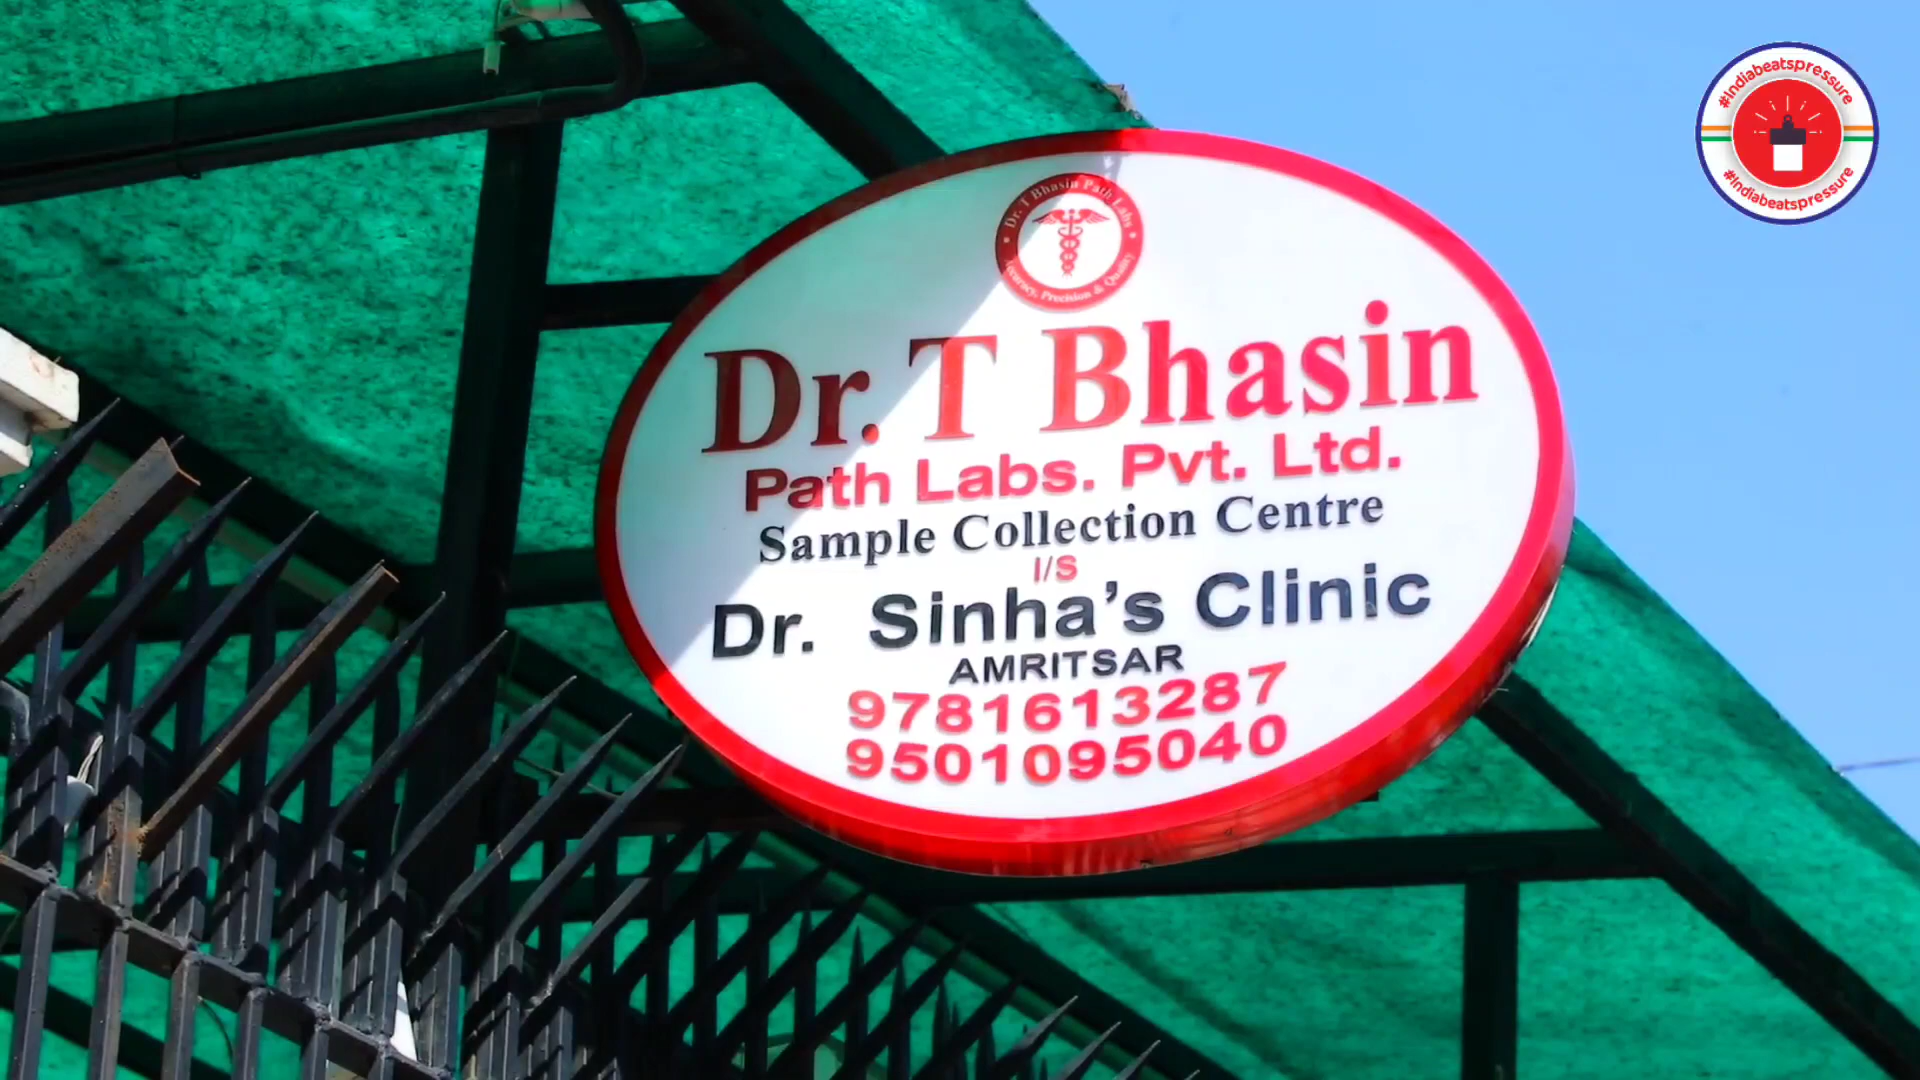 #Indiabeatspressure
#Indiabeatspressure
Dr. T Bhasin Path Labs
Accuracy, Precision & Quality
Dr. T Bhasin
Path Labs. Pvt. Ltd.
Sample Collection Centre
I/S
Dr. Sinha's Clinic
AMRITSAR
9781613287
9501095040